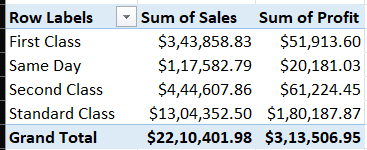 Row Labels Sum of Sales Sum of Profit
First Class $3,43,858.83 $51,913.60
Same Day $1,17,582.79 $20,181.03
Second Class $4,44,607.86 $61,224.45
Standard Class $13,04,352.50 $1,80,187.87
Grand Total $22,10,401.98 $3,13,506.95